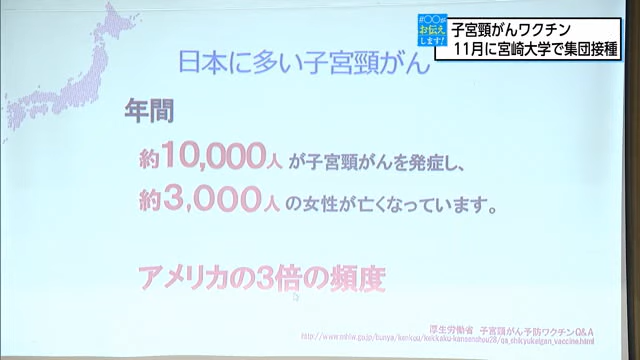 #〇〇が
お伝え
します!
子宮頸がんワクチン
11月に宮崎大学で集団接種
日本に多い子宮頸がん
年間
約10,000人が子宮頸がんを発症し、
約3,000人の女性が亡くなっています。
アメリカの3倍の頻度
厚生労働省 子宮頸がん予防ワクチンQ&A